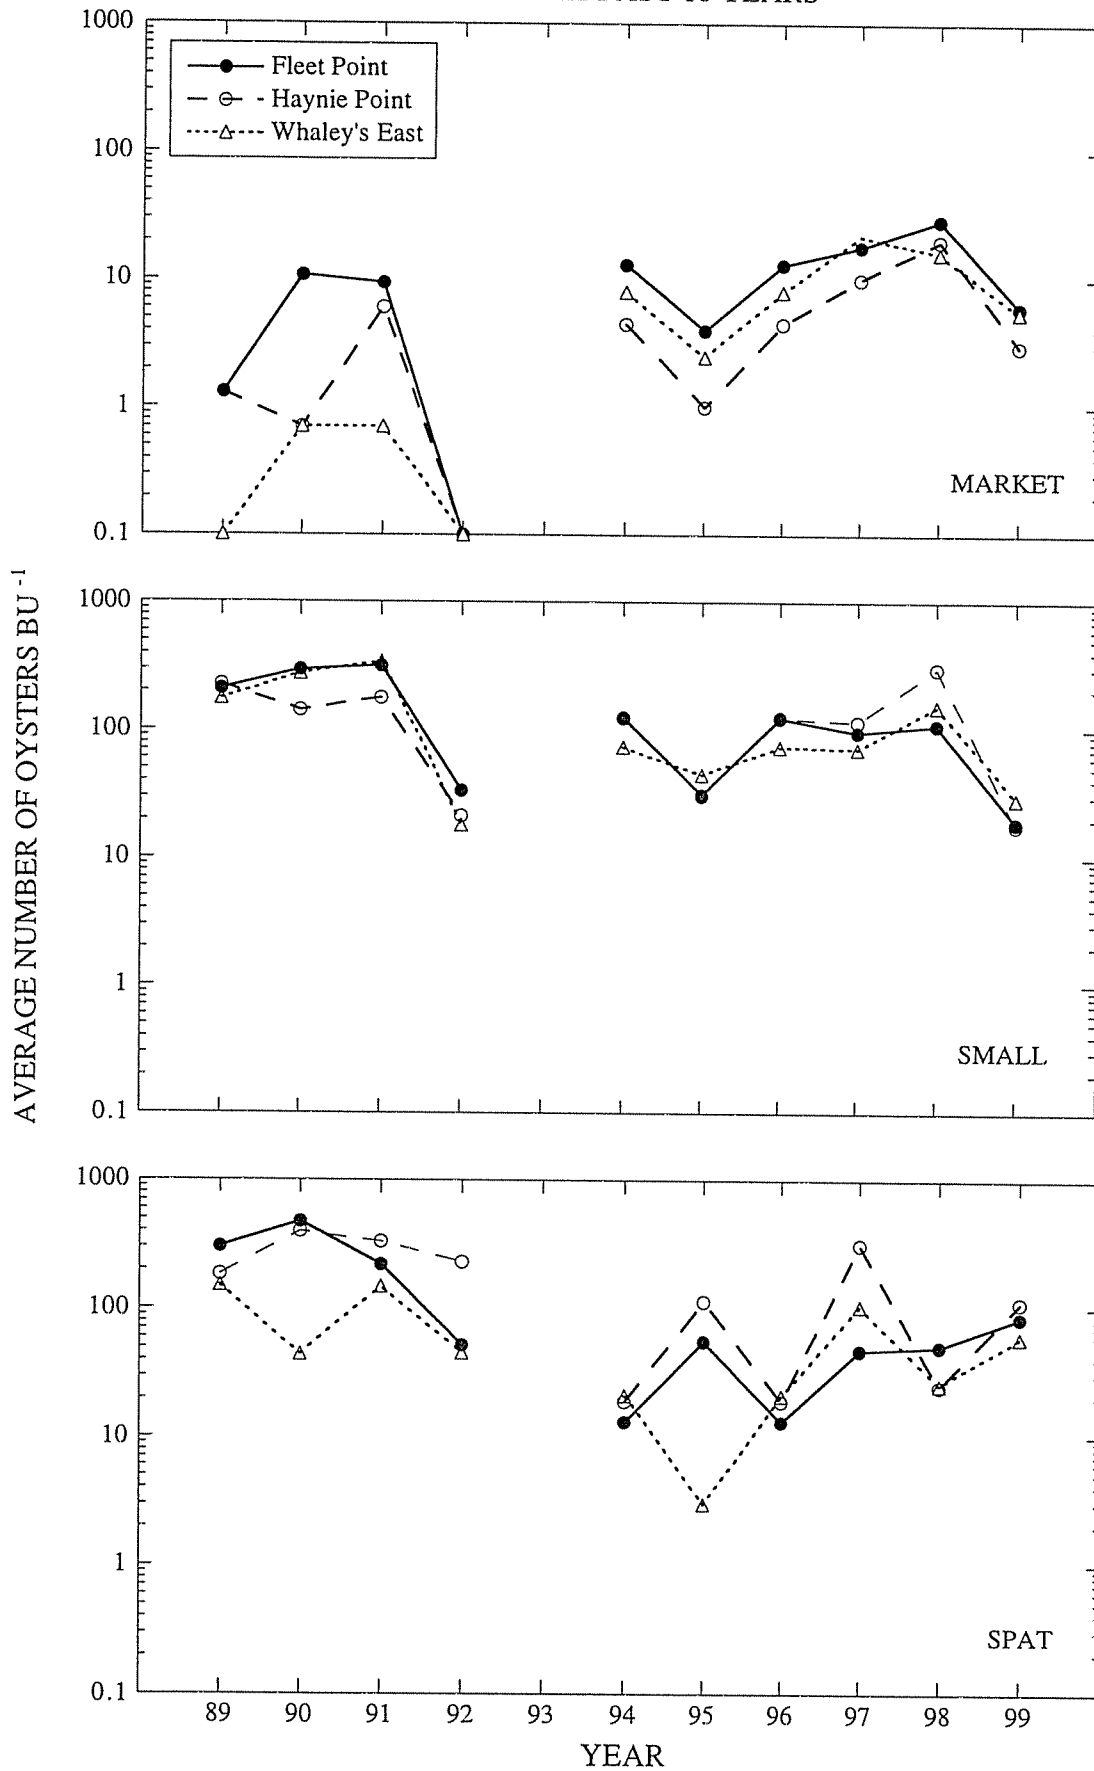 YEARS
1000
Fleet Point
Haynie Point
Whaley's East
100
10
1
0.1
MARKET
AVERAGE NUMBER OF OYSTERS BU -1
1000
100
10
1
0.1
SMALL
1000
100
10
1
0.1
SPAT
89 90 91 92 93 94 95 96 97 98 99
YEAR